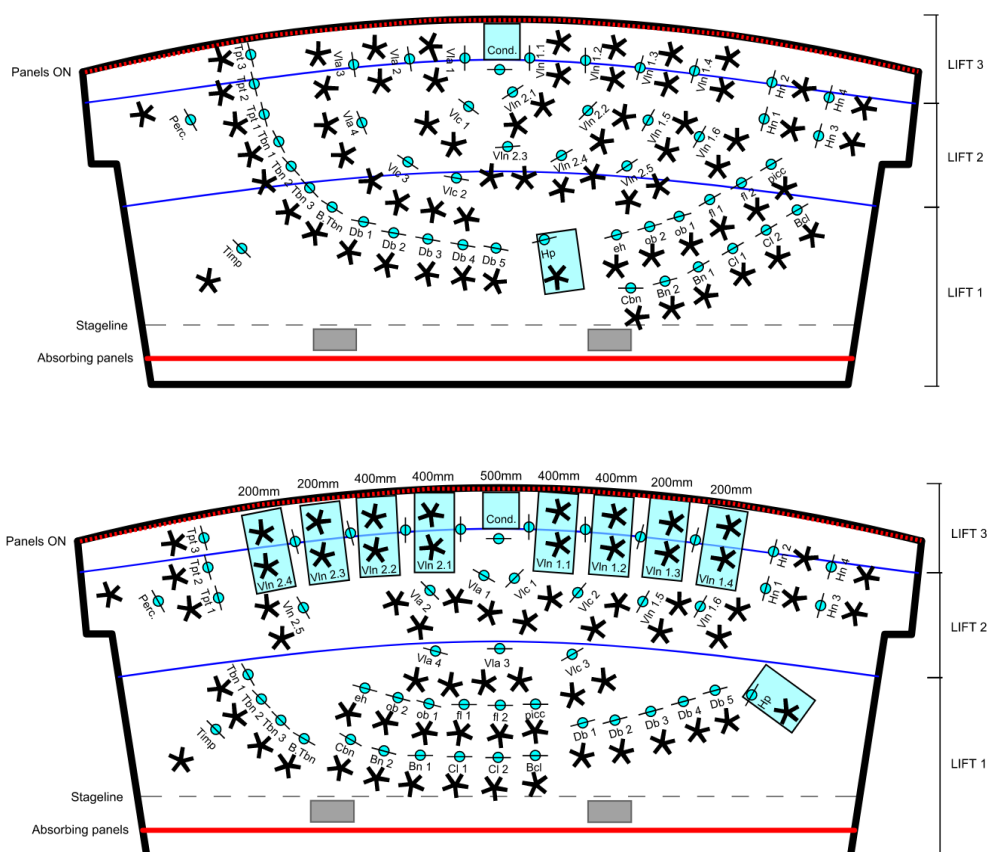 Panels ON
Tpt 3
Tpt 2
Tpt 1
Tbn 1
Tbn 2
Tbn 3
B Tbn
Perc.
Timp
Vla 3
Vla 2
Vla 1
Vla 4
Cond.
Vln 1.1
Vln 1.2
Vln 1.3
Vln 1.4
Hn 2
Hn 4
Hn 1
Hn 3
Vlc 1
Vln 2.1
Vln 2.2
Vln 1.5
Vln 1.6
Vlc 3
Vlc 2
Vln 2.3
Vln 2.4
Vln 2.5
Db 1
Db 2
Db 3
Db 4
Db 5
Hp
eh
ob 2
ob 1
fl 1
fl 2
picc
Cbn
Bn 2
Bn 1
Cl 1
Cl 2
Bcl
LIFT 3
LIFT 2
LIFT 1
Stageline
Absorbing panels
200mm
200mm
400mm
400mm
500mm
400mm
400mm
200mm
200mm
Panels ON
Tpt 3
Tpt 2
Tpt 1
Perc.
Vln 2.4
Vln 2.3
Vln 2.2
Vln 2.1
Cond.
Vln 1.1
Vln 1.2
Vln 1.3
Vln 1.4
Hn 2
Hn 4
Hn 1
Hn 3
Vln 2.5
Vla 2
Vla 1
Vlc 1
Vlc 2
Vln 1.5
Vln 1.6
Vla 4
Vla 3
Vlc 3
Tbn 1
Tbn 2
Tbn 3
B Tbn
Timp
eh
ob 2
ob 1
fl 1
fl 2
picc
Cbn
Bn 2
Bn 1
Cl 1
Cl 2
Bcl
Db 1
Db 2
Db 3
Db 4
Db 5
Hp
LIFT 3
LIFT 2
LIFT 1
Stageline
Absorbing panels